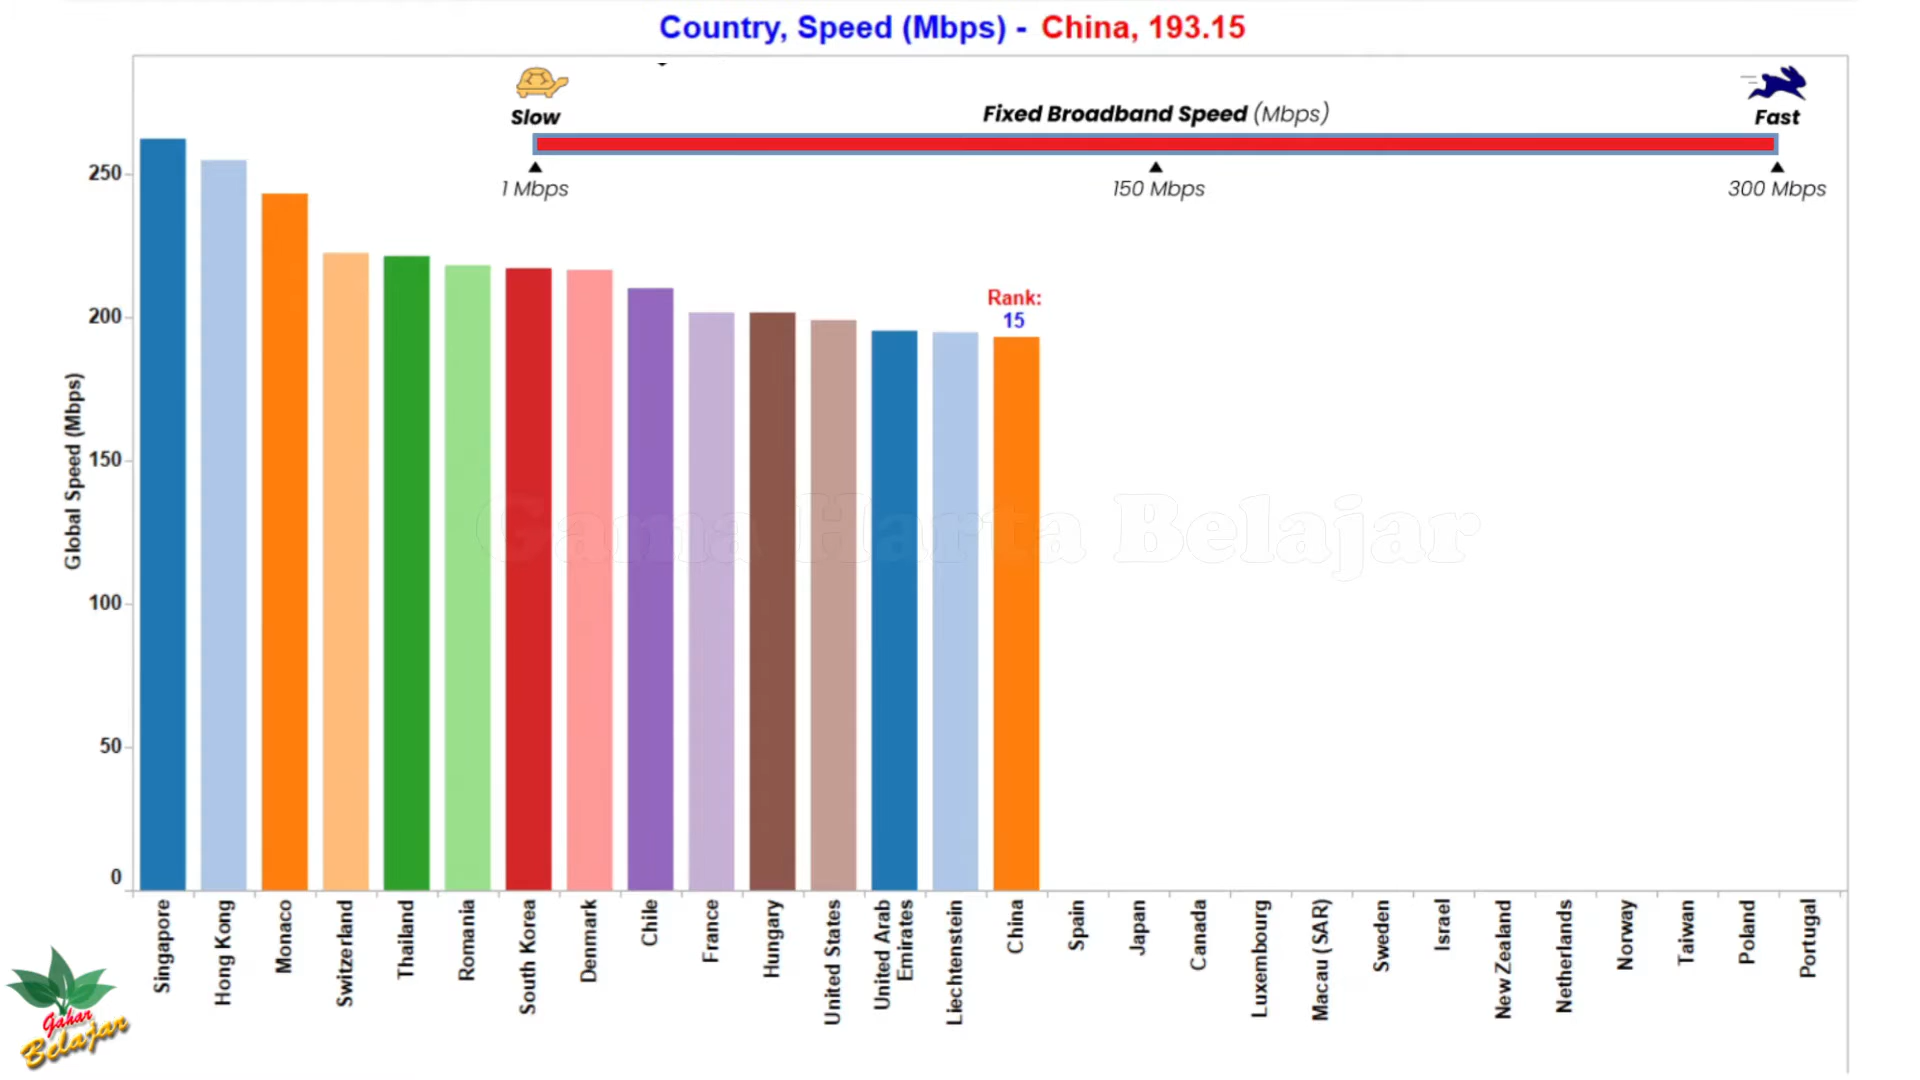 Country, Speed (Mbps) - China, 193.15
Slow
Fixed Broadband Speed (Mbps)
Fast
1 Mbps
150 Mbps
300 Mbps
Rank:
15
Global Speed (Mbps)
250
200
150
100
50
0
Gama Harta Belajar
Singapore
Hong Kong
Monaco
Switzerland
Thailand
Romania
South Korea
Denmark
Chile
France
Hungary
United States
United Arab
Emirates
Liechtenstein
China
Spain
Japan
Canada
Luxembourg
Macau (SAR)
Sweden
Israel
New Zealand
Netherlands
Norway
Taiwan
Poland
Portugal
Gahar
Belajar